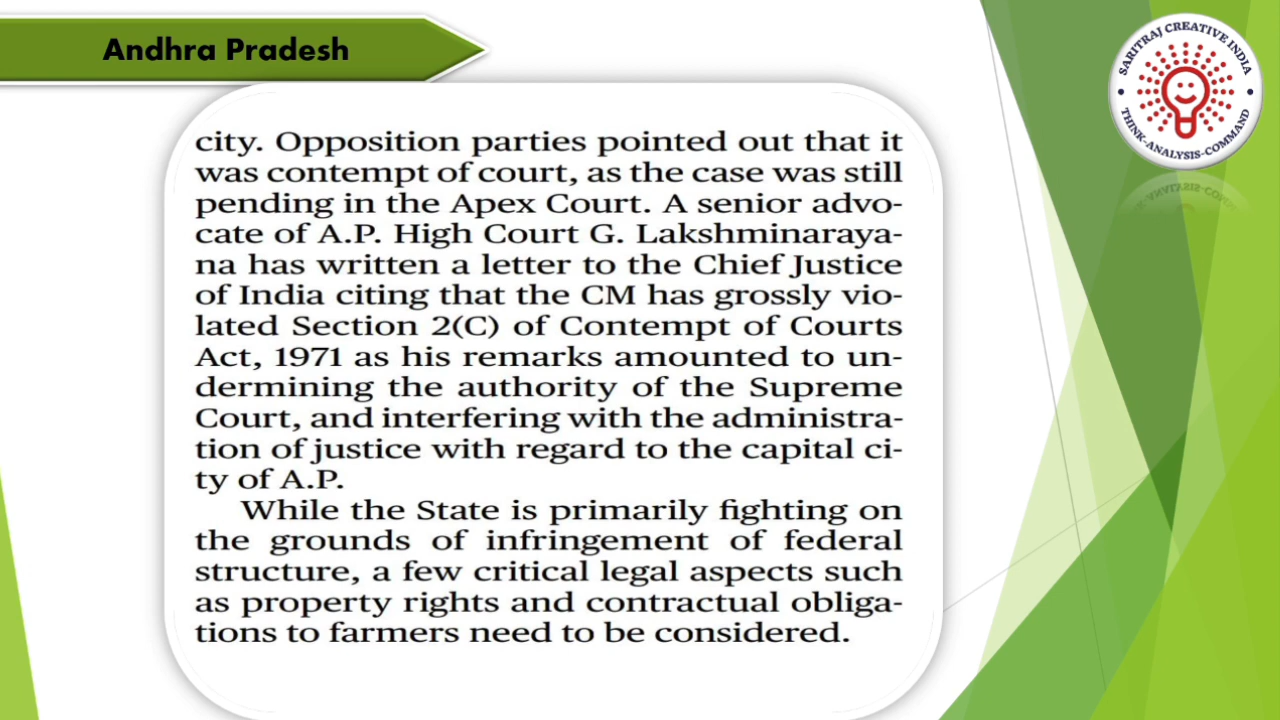 Andhra Pradesh
SARITRAJ CREATIVE INDIA
THINK-ANALYSIS-COMMAND
city. Opposition parties pointed out that it
was contempt of court, as the case was still
pending in the Apex Court. A senior advo-
cate of A.P. High Court G. Lakshminaraya-
na has written a letter to the Chief Justice
of India citing that the CM has grossly vio-
lated Section 2(C) of Contempt of Courts
Act, 1971 as his remarks amounted to un-
dermining the authority of the Supreme
Court, and interfering with the administra-
tion of justice with regard to the capital ci-
ty of A.P.
While the State is primarily fighting on
the grounds of infringement of federal
structure, a few critical legal aspects such
as property rights and contractual obliga-
tions to farmers need to be considered.